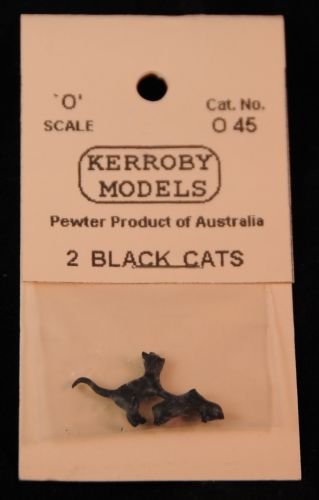 'O' Cat. No.
SCALE O 45
KERROBY
MODELS
Pewter Product of Australia
2 BLACK CATS